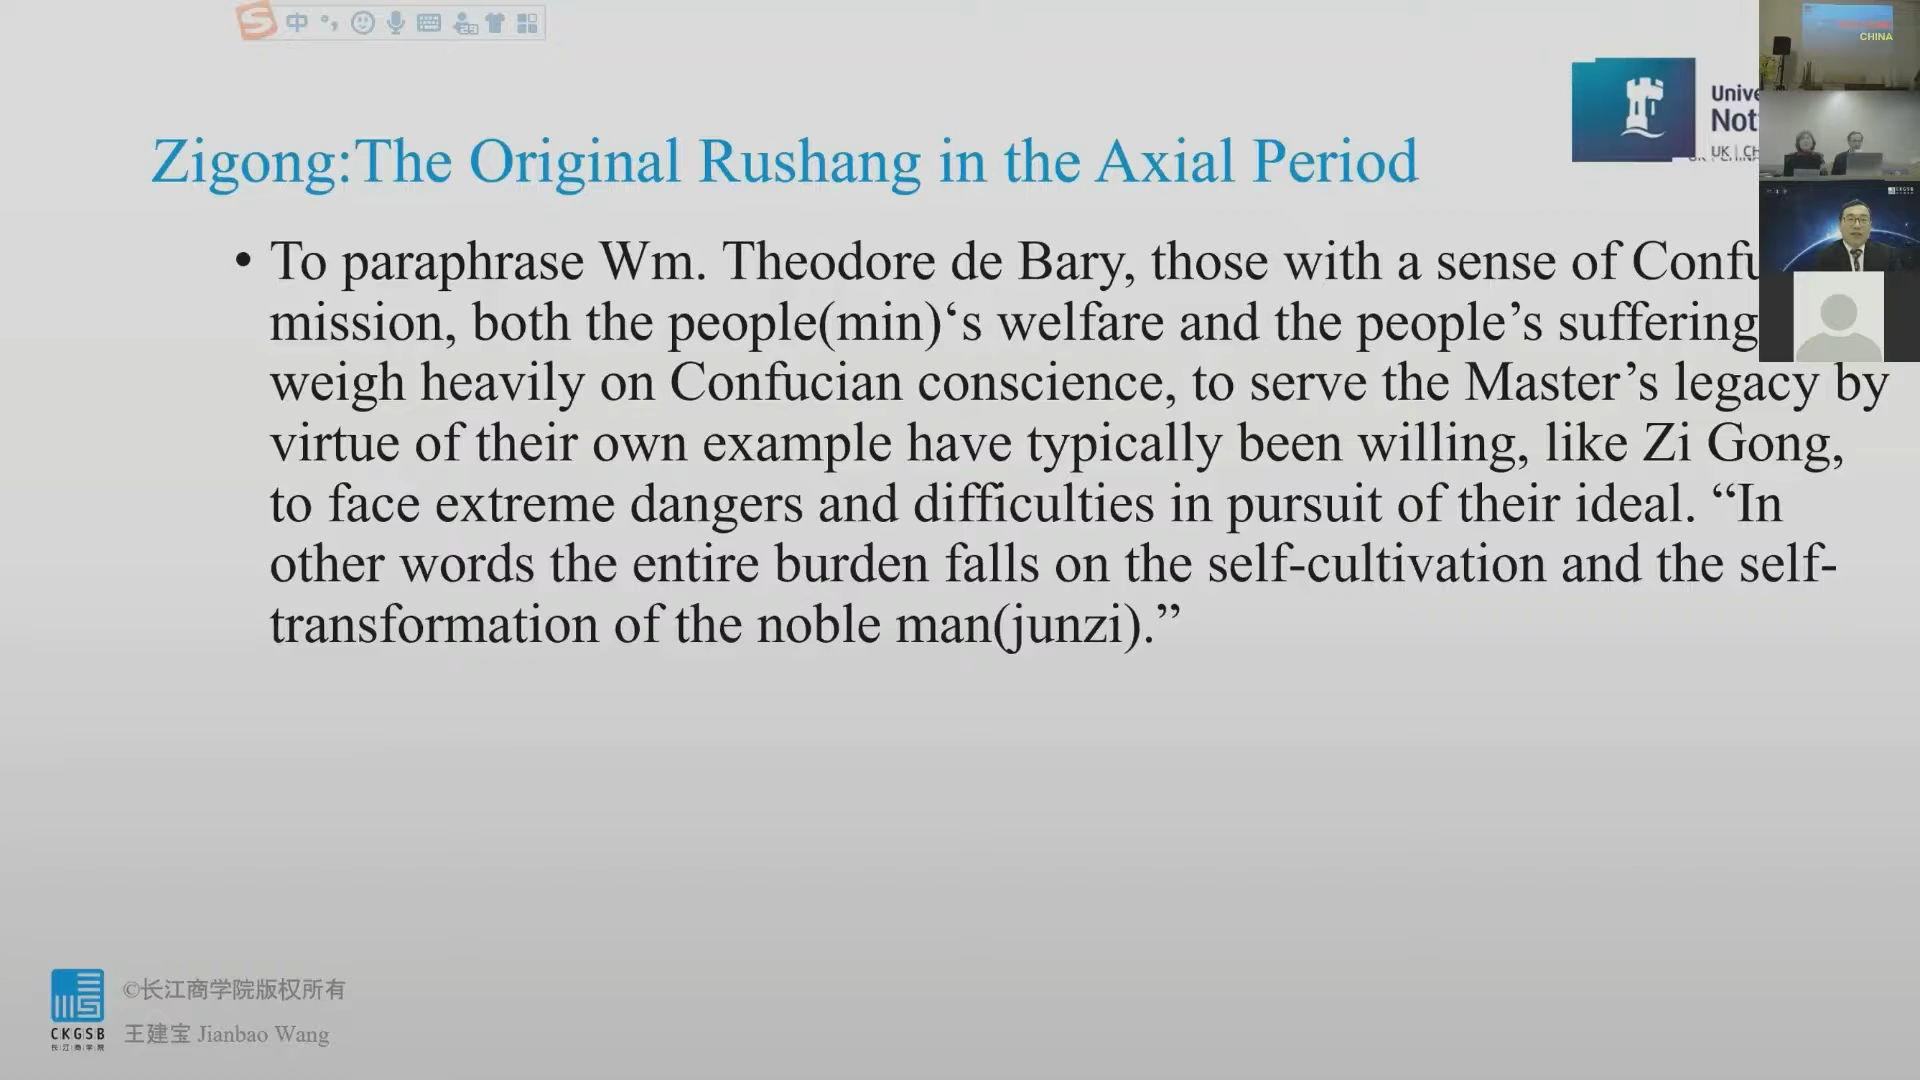 中
CHINA
Zigong:The Original Rushang in the Axial Period
• To paraphrase Wm. Theodore de Bary, those with a sense of
mission, both the people(min)‘s welfare and the people’s suffering
weigh heavily on Confucian conscience, to serve the Master’s legacy by
virtue of their own example have typically been willing, like Zi Gong,
to face extreme dangers and difficulties in pursuit of their ideal. “In
other words the entire burden falls on the self-cultivation and the self-
transformation of the noble man(junzi).”
UK
CKGSB
长江商学院
©长江商学院版权所有
王建宝 Jianbao Wang